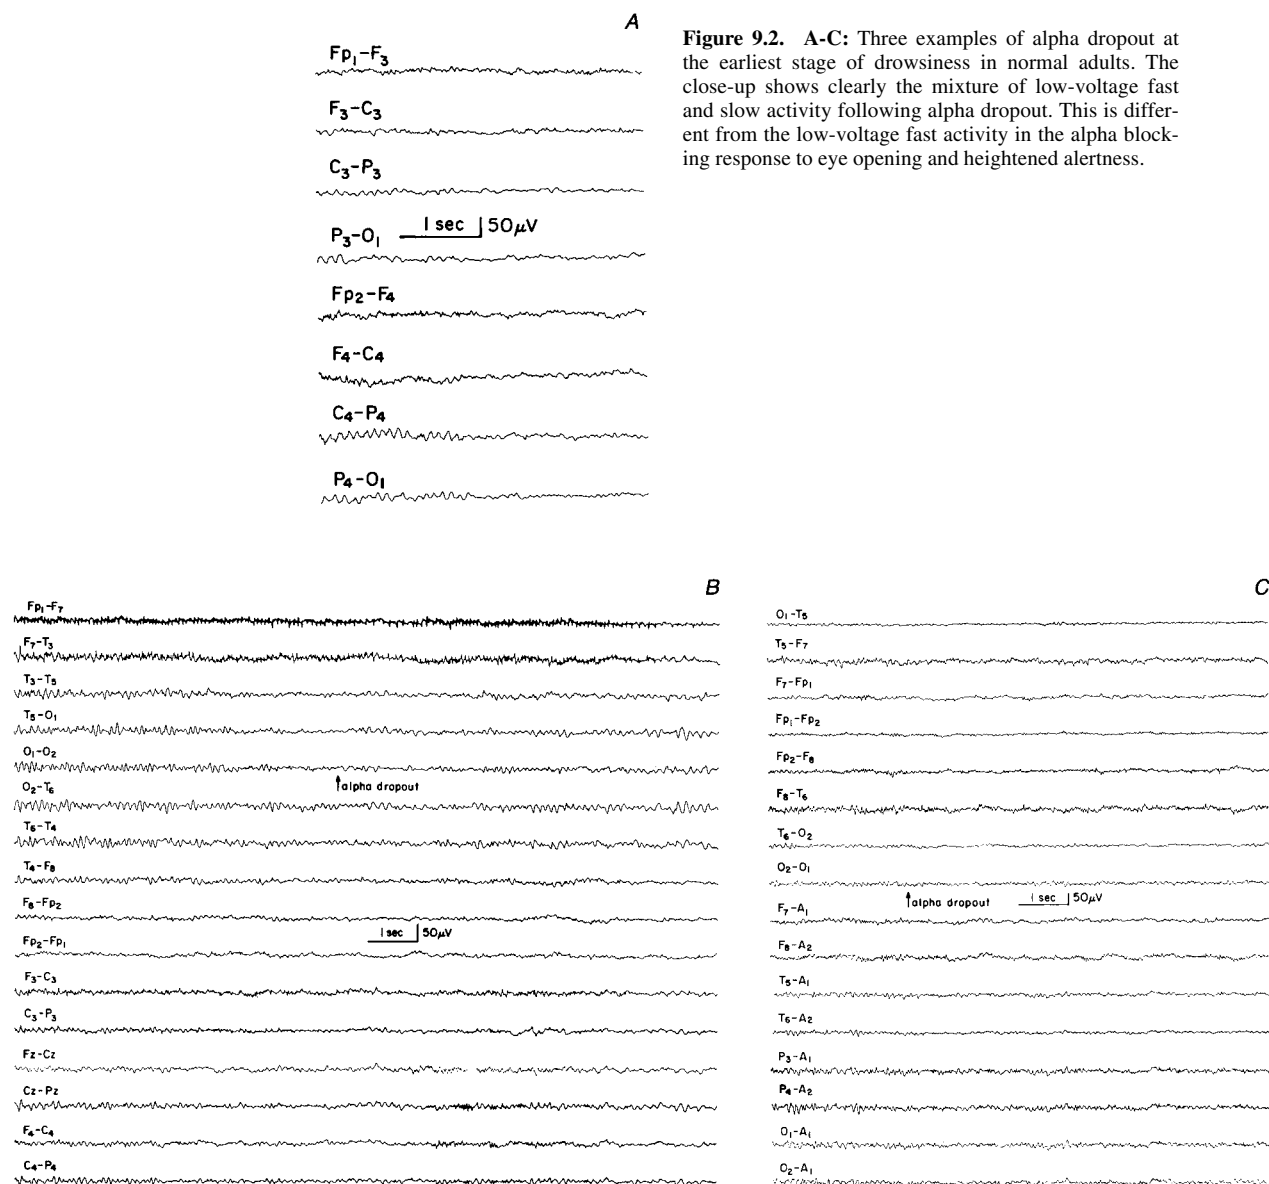 A
Figure 9.2. A-C: Three examples of alpha dropout at
the earliest stage of drowsiness in normal adults. The
close-up shows clearly the mixture of low-voltage fast
and slow activity following alpha dropout. This is differ-
ent from the low-voltage fast activity in the alpha block-
ing response to eye opening and heightened alertness.
Fp₁-F₃
F₃-C₃
C₃-P₃
P₃-O₁ 1 sec 50μV
Fp₂-F₄
F₄-C₄
C₄-P₄
P₄-O₁
B
Fp₁-F₇
F₇-T₃
T₃-T₅
T₅-O₁
O₁-O₂
alpha dropout
O₂-T₆
T₆-T₄
T₄-F₈
F₈-Fp₂
1 sec 50μV
Fp₂-Fp₁
F₃-C₃
C₃-P₃
Fz-Cz
Cz-Pz
F₄-C₄
C₄-P₄
C
O₁-T₅
T₅-F₇
F₇-Fp₁
Fp₁-Fp₂
Fp₂-F₈
F₈-T₆
T₆-O₂
O₂-O₁
alpha dropout 1 sec 50μV
F₇-A₁
F₈-A₂
T₅-A₁
T₆-A₂
P₃-A₁
P₄-A₂
O₁-A₁
O₂-A₁